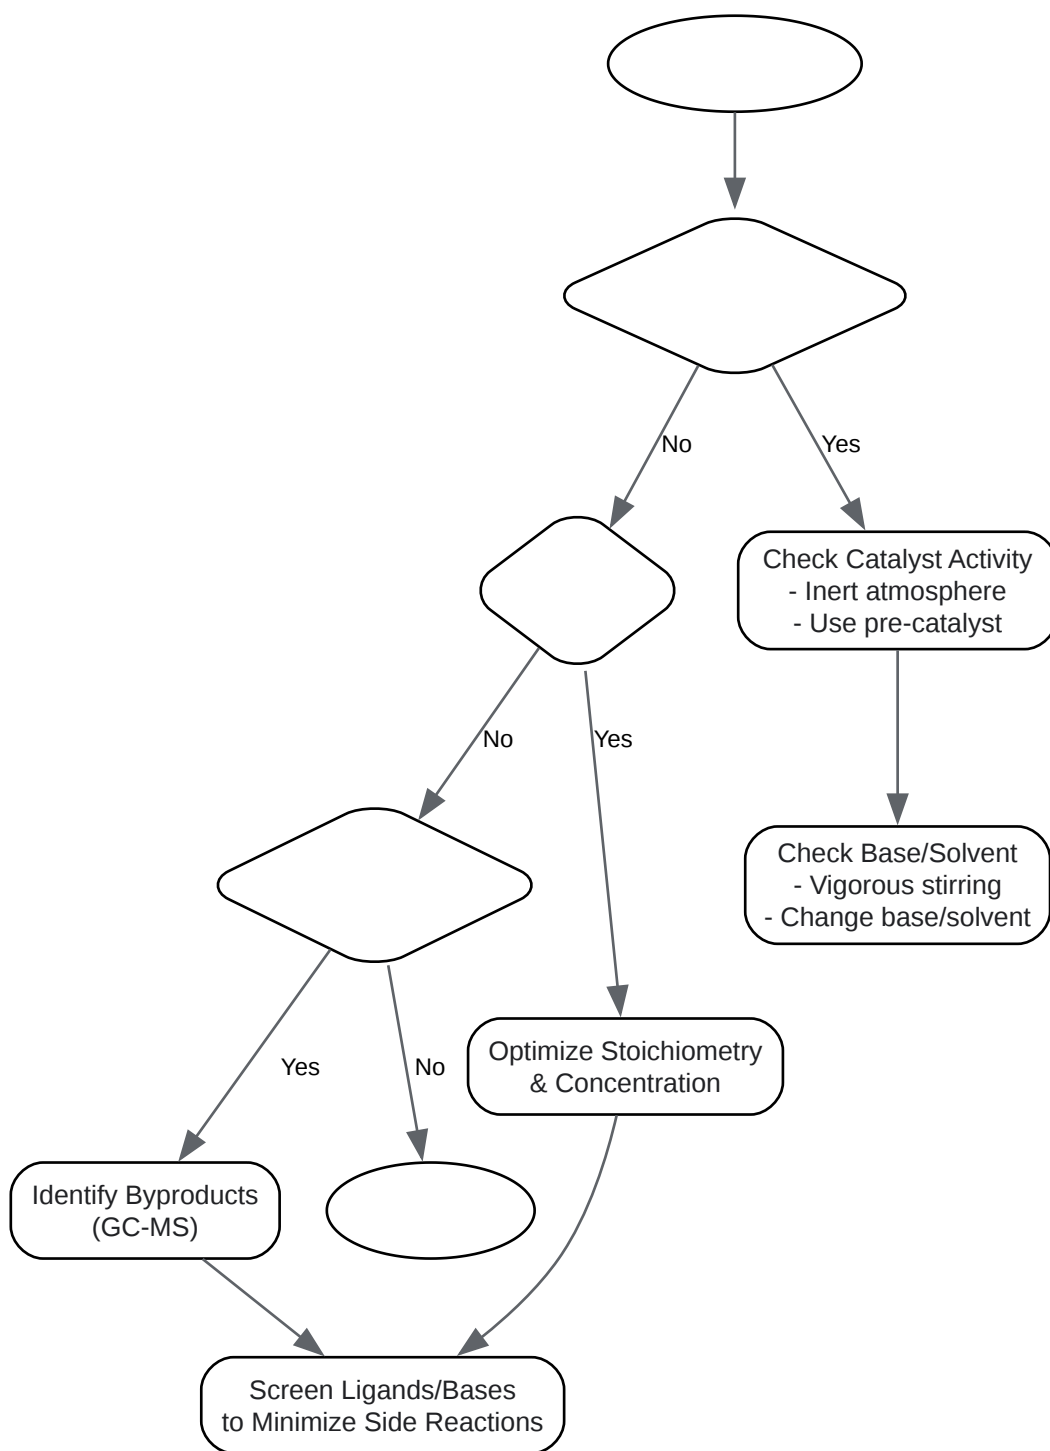 No
Yes
Check Catalyst Activity
- Inert atmosphere
- Use pre-catalyst
No
Yes
Check Base/Solvent
- Vigorous stirring
- Change base/solvent
Optimize Stoichiometry
& Concentration
Yes
No
Identify Byproducts
(GC-MS)
Screen Ligands/Bases
to Minimize Side Reactions